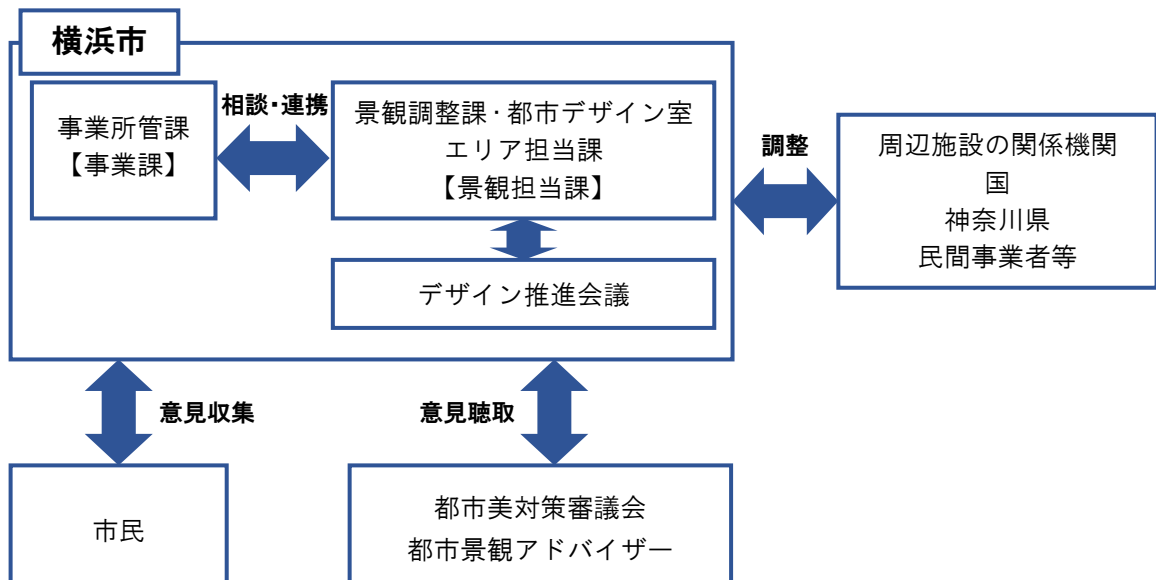 横浜市
事業所管課
【事業課】
相談・連携
景観調整課・都市デザイン室
エリア担当課
【景観担当課】
デザイン推進会議
調整
周辺施設の関係機関
国
神奈川県
民間事業者等
意見収集
意見聴取
市民
都市美対策審議会
都市景観アドバイザー